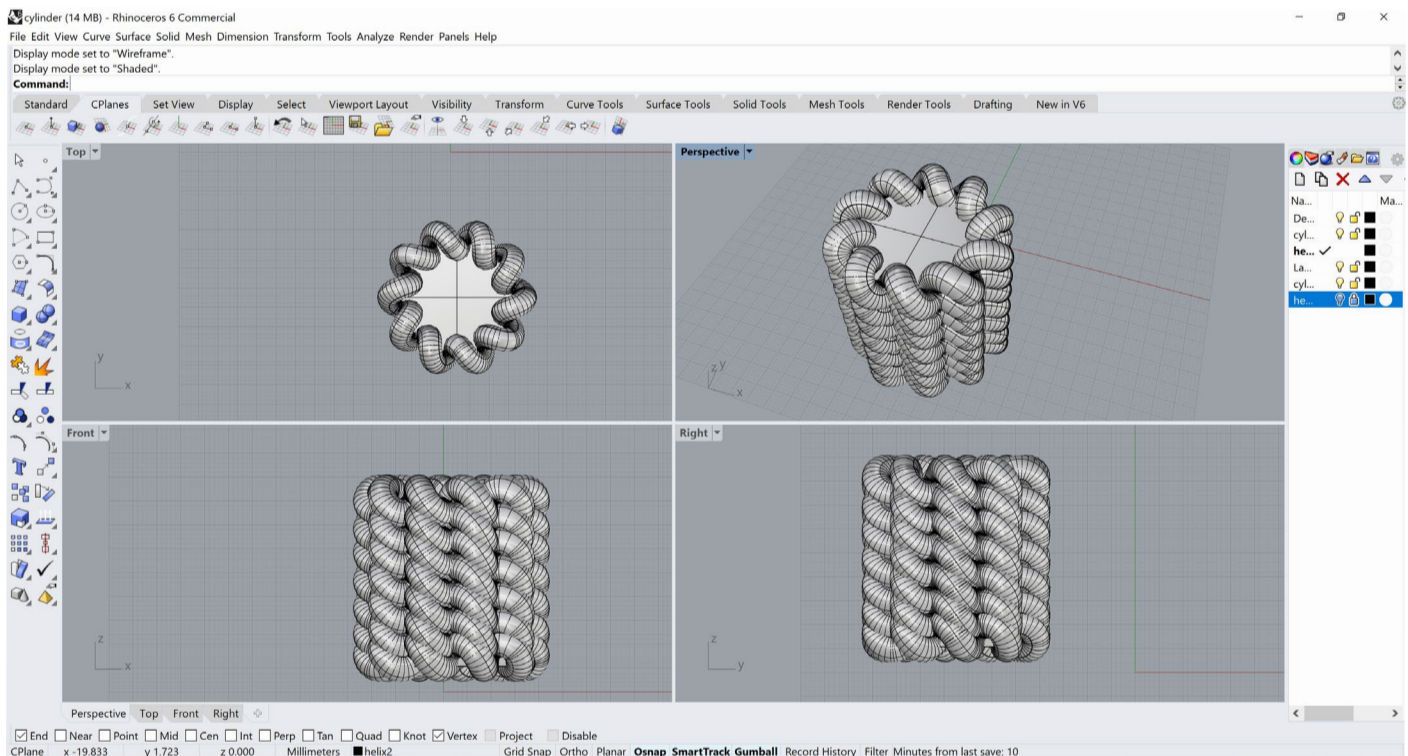 cylinder (14 MB) - Rhinoceros 6 Commercial
File Edit View Curve Surface Solid Mesh Dimension Transform Tools Analyze Render Panels Help
Display mode set to "Wireframe".
Display mode set to "Shaded".
Command:
Standard CPlanes Set View Display Select Viewport Layout Visibility Transform Curve Tools Surface Tools Solid Tools Mesh Tools Render Tools Drafting New in V6
Top
Perspective
y
x
z y
x
Na... Ma...
De...
cyl...
he...
La...
cyl...
he...
Front
Right
z
x
z
y
Perspective Top Front Right
End Near Point Mid Cen Int Perp Tan Quad Knot Vertex Project Disable
CPlane x -19.833 y 1.723 z 0.000 Millimeters helix2 Grid Snap Ortho Planar Osnap SmartTrack Gumball Record History Filter Minutes from last save: 10